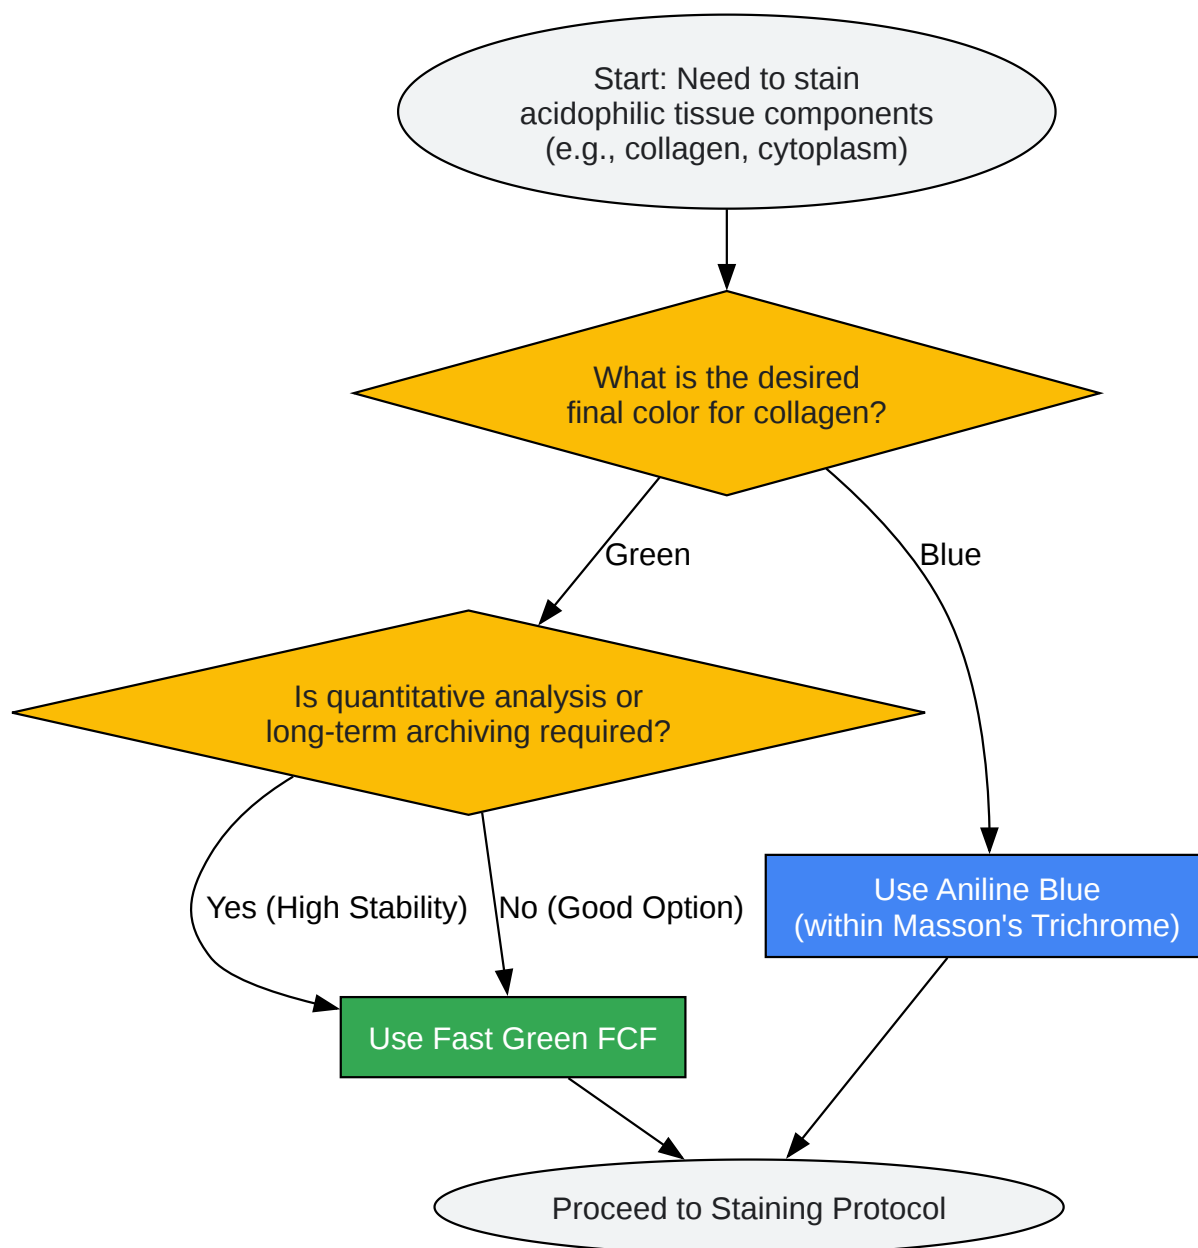 Start: Need to stain
acidophilic tissue components
(e.g., collagen, cytoplasm)
What is the desired
final color for collagen?
Green
Blue
Is quantitative analysis or
long-term archiving required?
Yes (High Stability)
No (Good Option)
Use Aniline Blue
(within Masson's Trichrome)
Use Fast Green FCF
Proceed to Staining Protocol